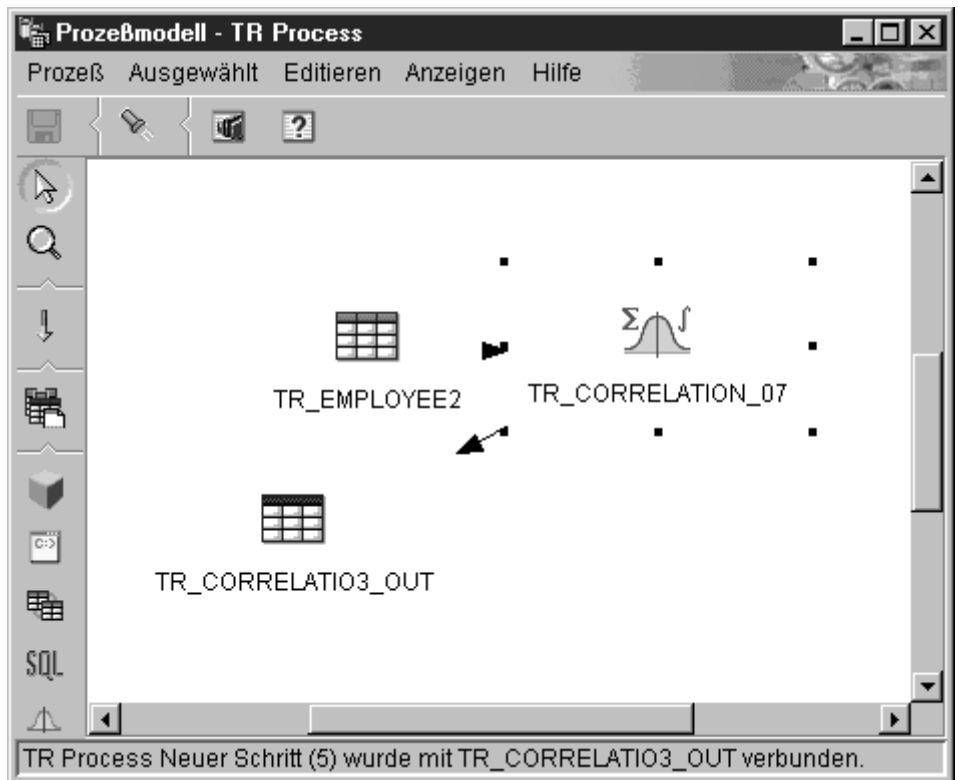 Prozeßmodell - TR Process
Prozeß Ausgewählt Editieren Anzeigen Hilfe
TR_EMPLOYEE2
TR_CORRELATION_07
TR_CORRELATIO3_OUT
C:>
SQL
TR Process Neuer Schritt (5) wurde mit TR_CORRELATIO3_OUT verbunden.